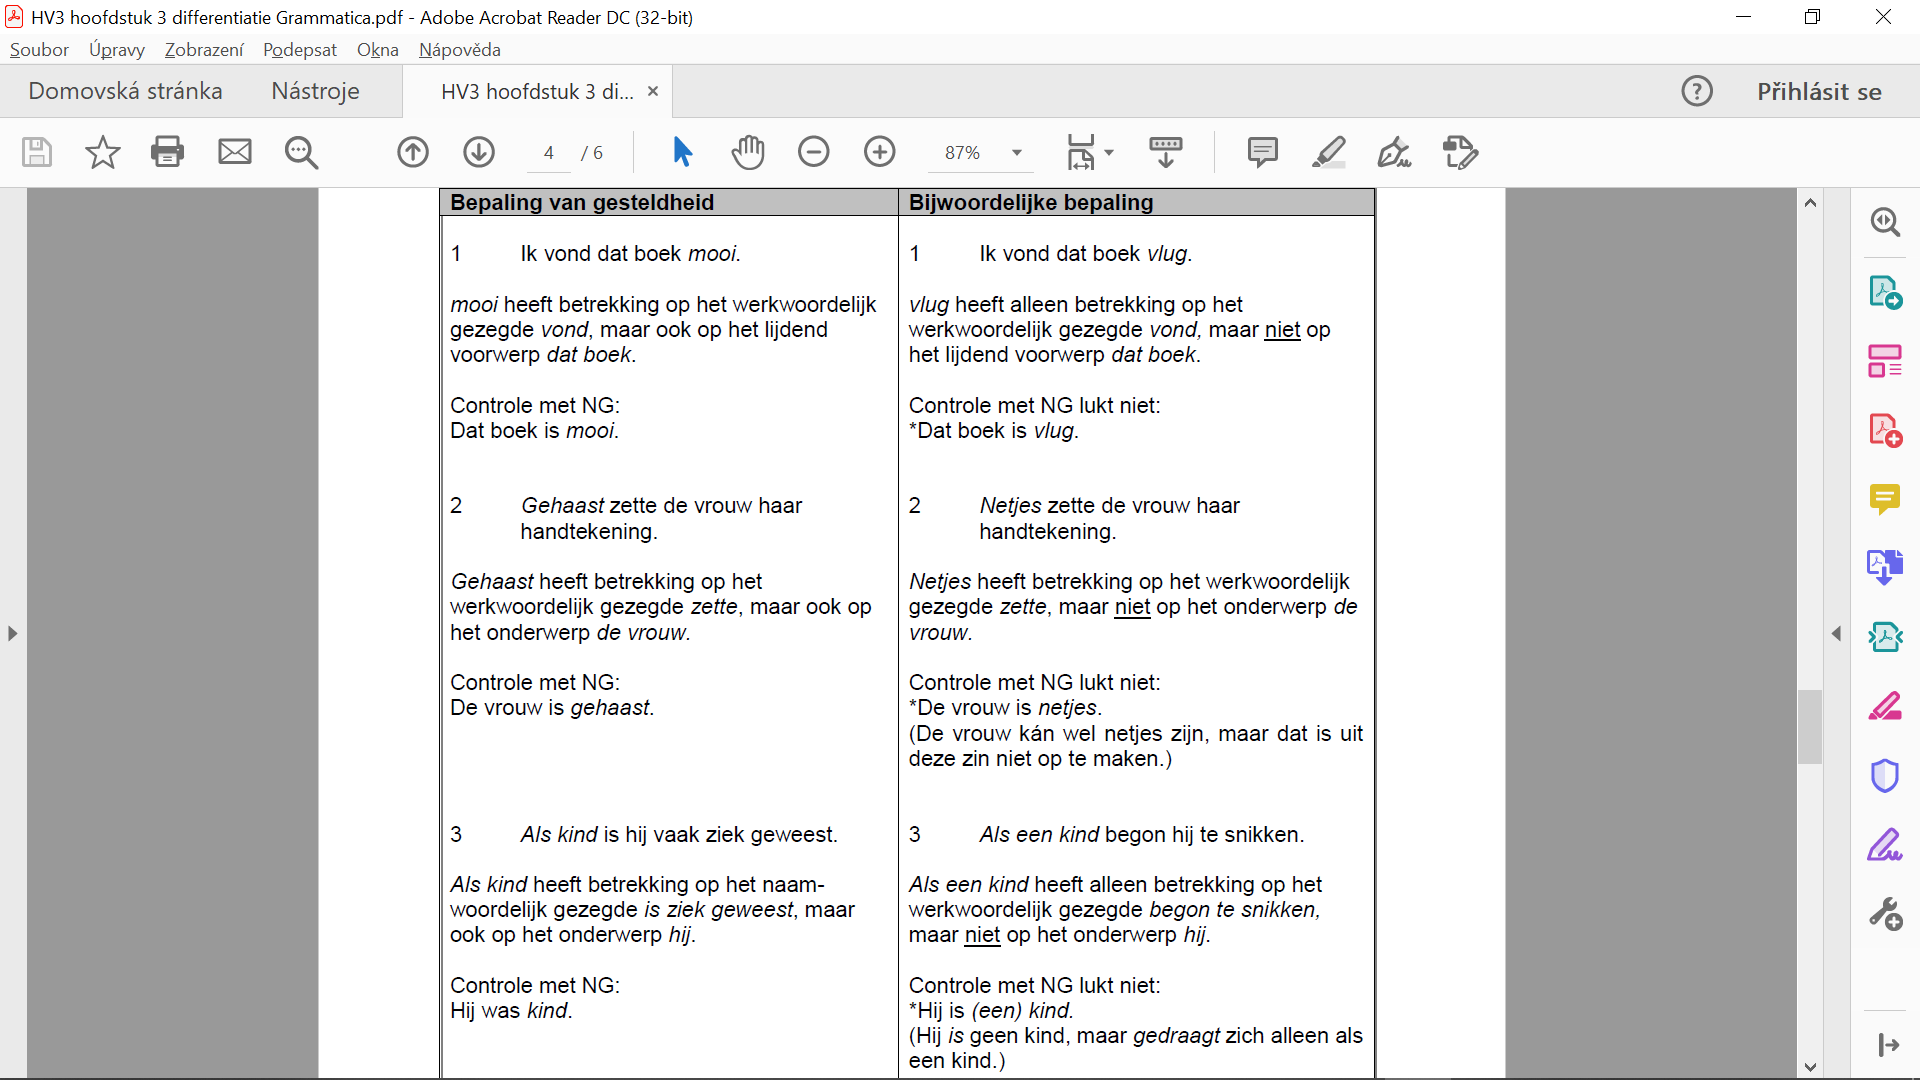 HV3 hoofdstuk 3 differentiatie Grammatica.pdf - Adobe Acrobat Reader DC (32-bit)
Soubor Úpravy Zobrazení Podepsat Okna Nápověda
Domovská stránka Nástroje HV3 hoofdstuk 3 di... × ? Přihlásit se
4 / 6 87%
Bepaling van gesteldheid
1 Ik vond dat boek mooi.
mooi heeft betrekking op het werkwoordelijk
gezegde vond, maar ook op het lijdend
voorwerp dat boek.
Controle met NG:
Dat boek is mooi.
2 Gehaast zette de vrouw haar
handtekening.
Gehaast heeft betrekking op het
werkwoordelijk gezegde zette, maar ook op
het onderwerp de vrouw.
Controle met NG:
De vrouw is gehaast.
3 Als kind is hij vaak ziek geweest.
Als kind heeft betrekking op het naam-
woordelijk gezegde is ziek geweest, maar
ook op het onderwerp hij.
Controle met NG:
Hij was kind.
Bijwoordelijke bepaling
1 Ik vond dat boek vlug.
vlug heeft alleen betrekking op het
werkwoordelijk gezegde vond, maar niet op
het lijdend voorwerp dat boek.
Controle met NG lukt niet:
*Dat boek is vlug.
2 Netjes zette de vrouw haar
handtekening.
Netjes heeft betrekking op het werkwoordelijk
gezegde zette, maar niet op het onderwerp de
vrouw.
Controle met NG lukt niet:
*De vrouw is netjes.
(De vrouw kán wel netjes zijn, maar dat is uit
deze zin niet op te maken.)
3 Als een kind begon hij te snikken.
Als een kind heeft alleen betrekking op het
werkwoordelijk gezegde begon te snikken,
maar niet op het onderwerp hij.
Controle met NG lukt niet:
*Hij is (een) kind.
(Hij is geen kind, maar gedraagt zich alleen als
een kind.)